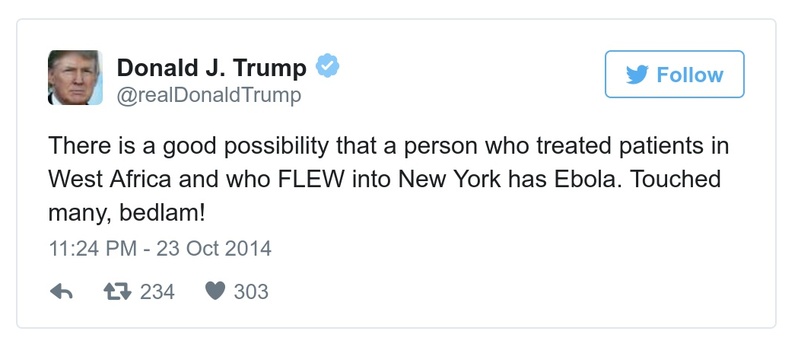 Donald J. Trump
@realDonaldTrump
Follow
There is a good possibility that a person who treated patients in
West Africa and who FLEW into New York has Ebola. Touched
many, bedlam!
11:24 PM - 23 Oct 2014
234 303